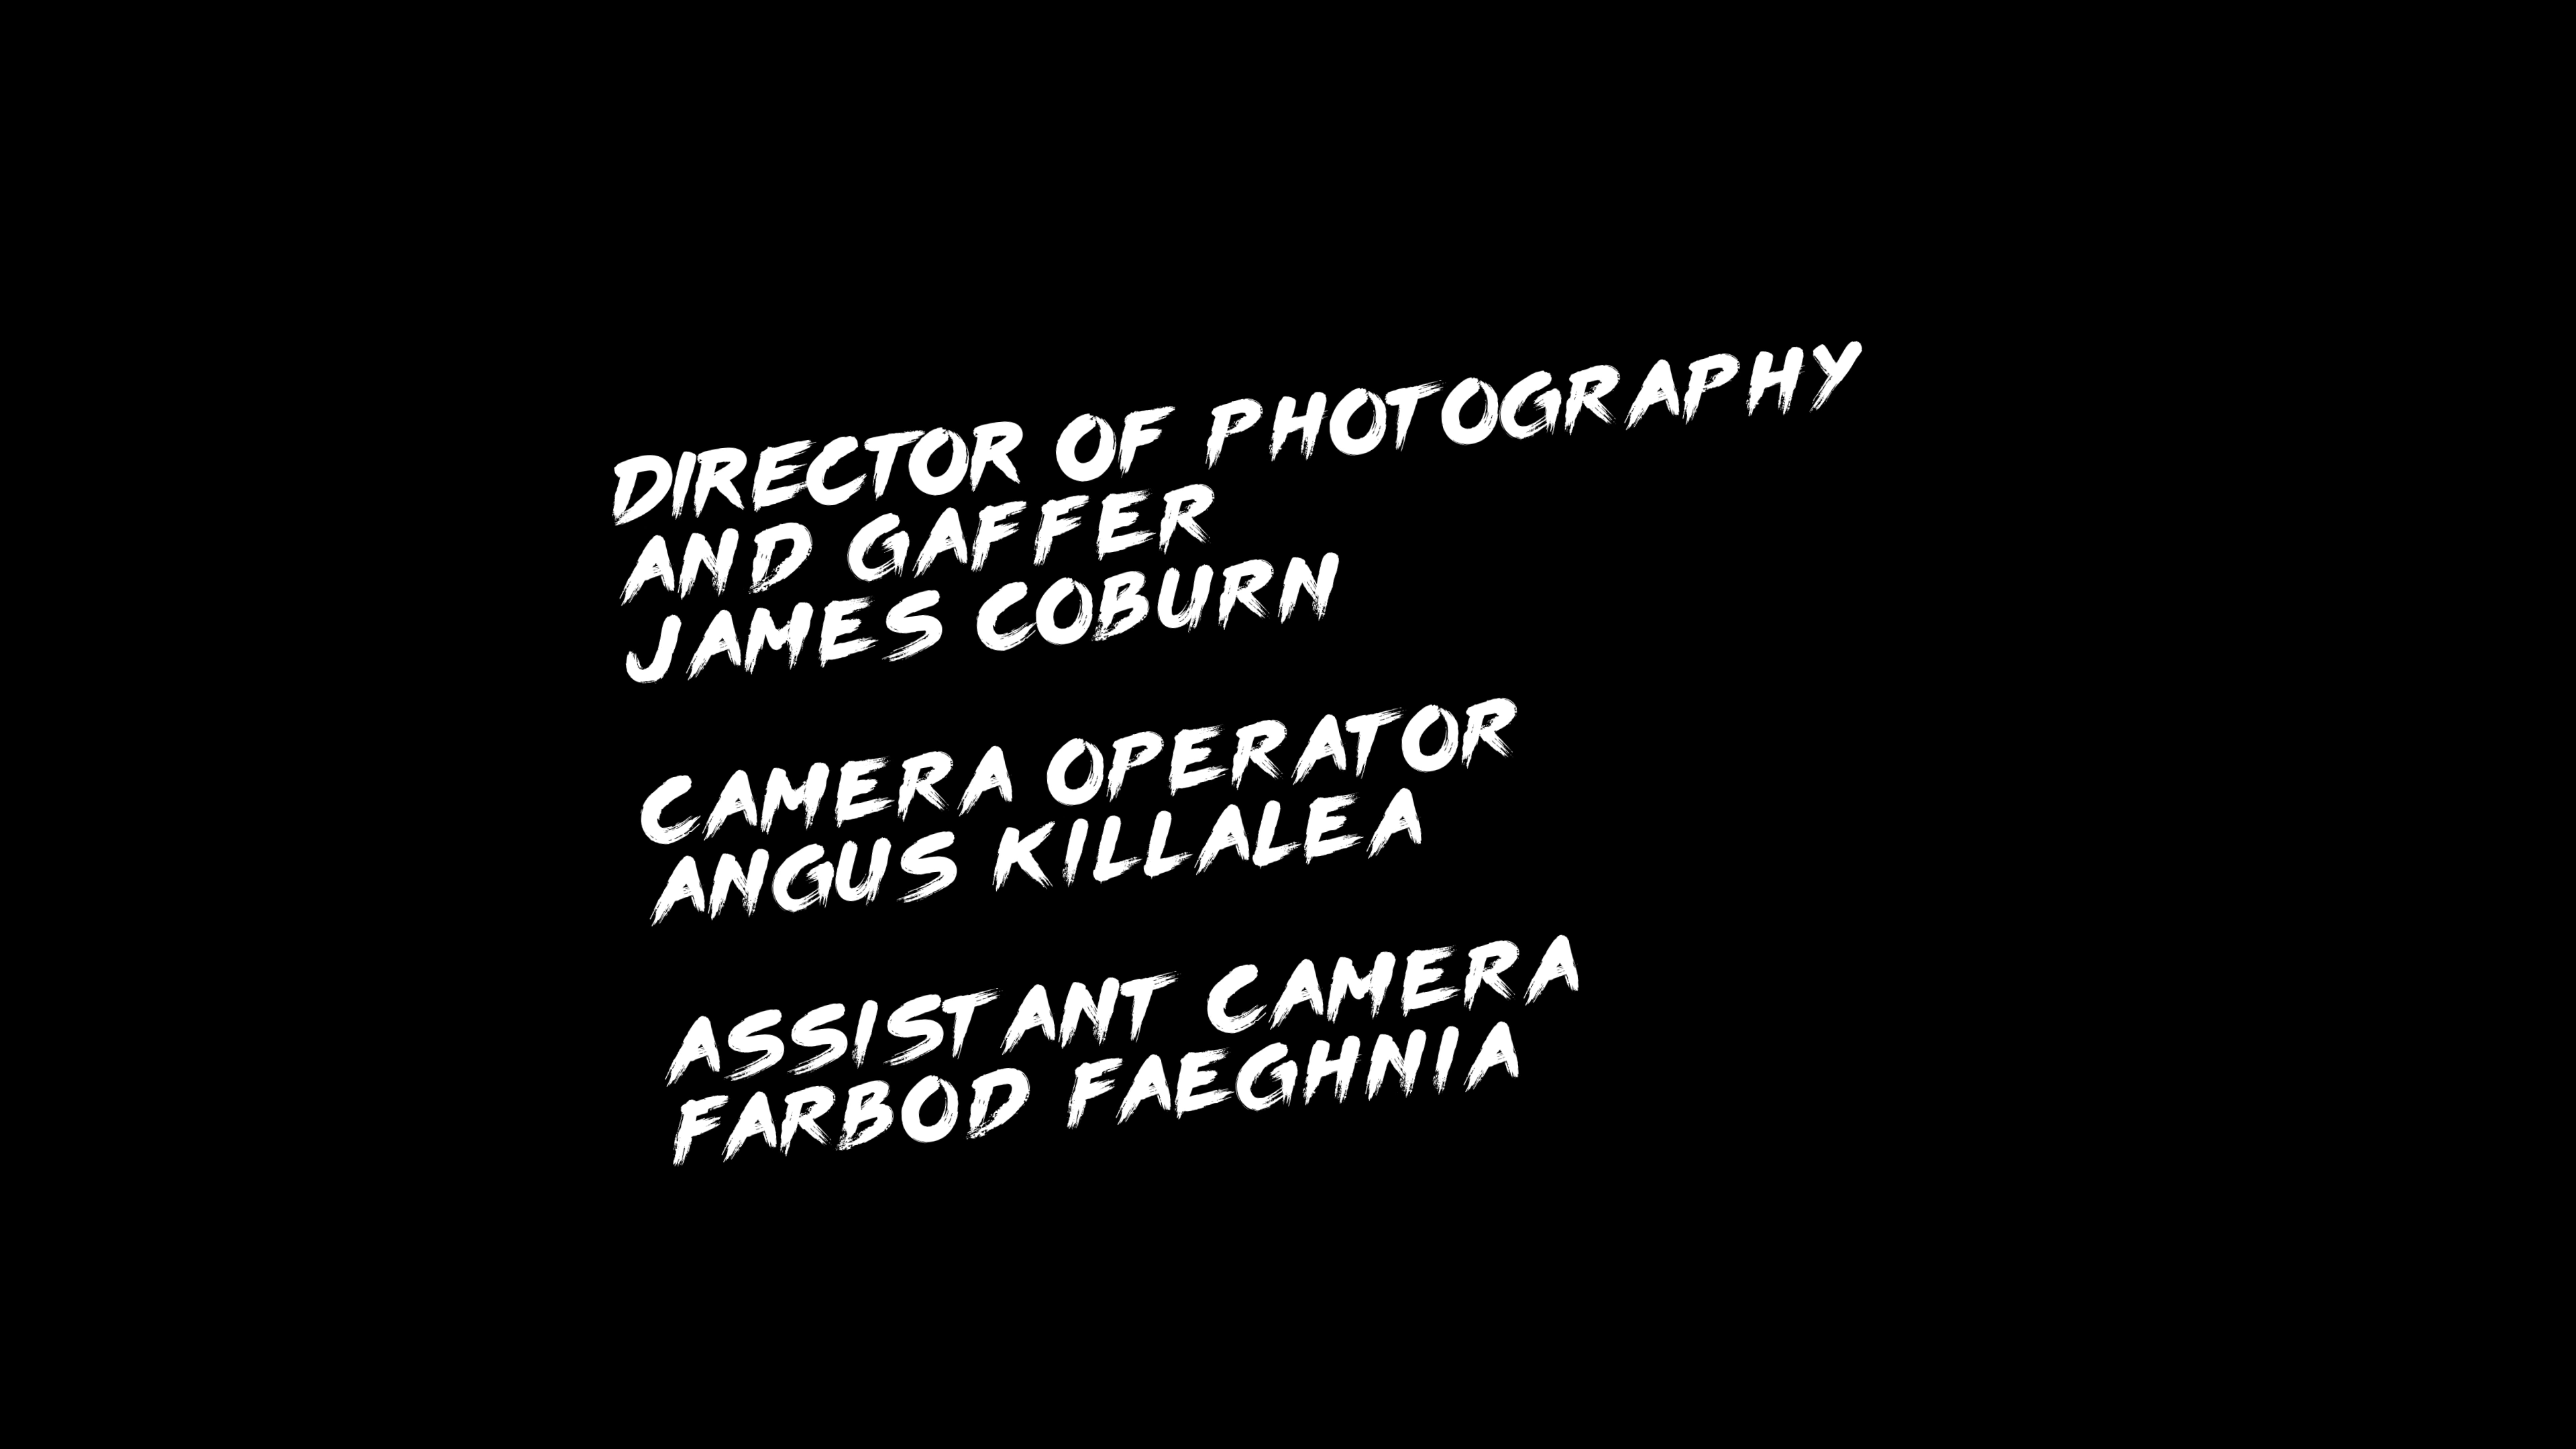 DIRECTOR OF PHOTOGRAPHY
AND GAFFER
JAMES COBURN
CAMERA OPERATOR
ANGUS KILLALEA
ASSISTANT CAMERA
FARBOD FAEGHNIA